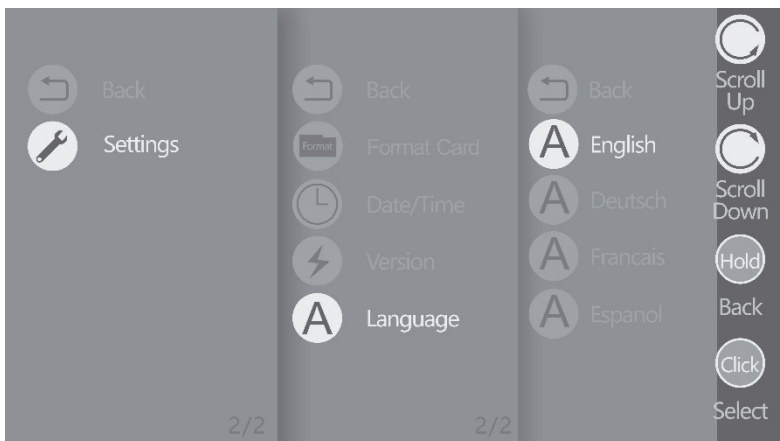 Back
Settings
2/2
Back
Format
Format Card
Date/Time
Version
A
Language
2/2
Back
A
English
A
Deutsch
A
Francais
A
Espanol
Scroll
Up
Scroll
Down
Hold
Back
Click
Select